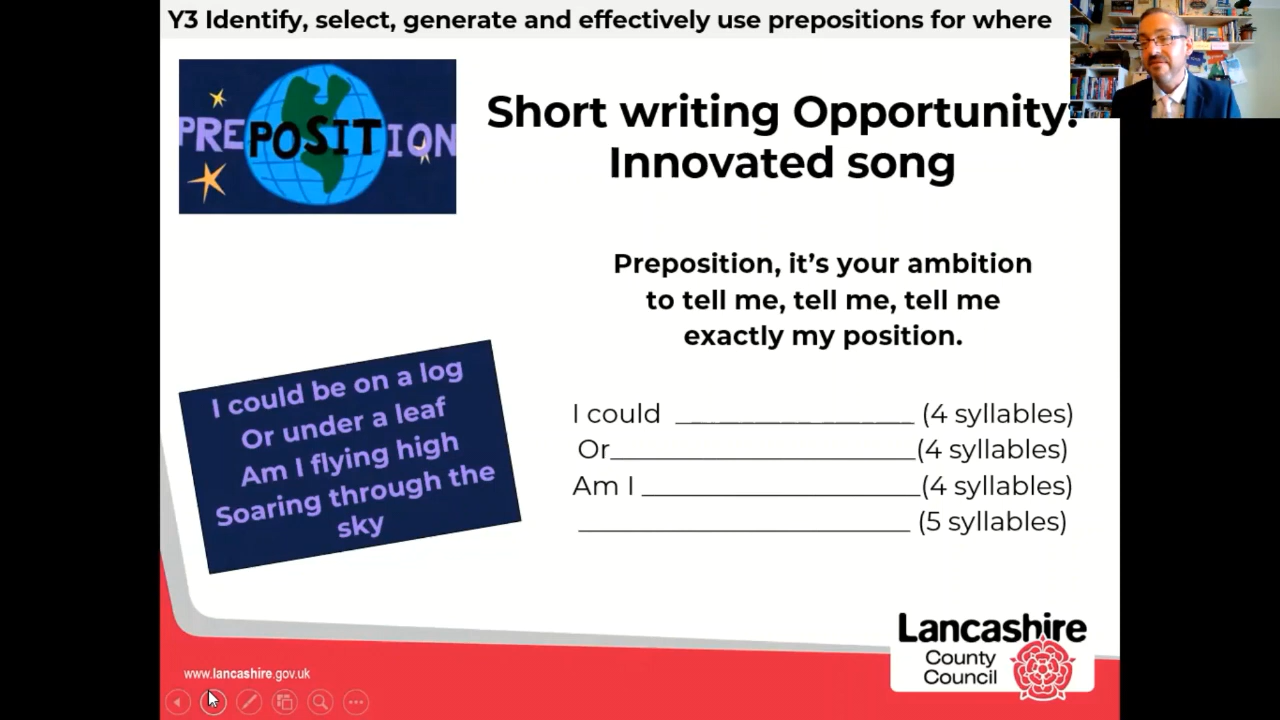 Y3 Identify, select, generate and effectively use prepositions for where
PREPOSITION
Short writing Opportunity:
Innovated song
Preposition, it’s your ambition
to tell me, tell me, tell me
exactly my position.
I could be on a log
Or under a leaf
Am I flying high
Soaring through the
sky
I could ________________ (4 syllables)
Or____________________(4 syllables)
Am I __________________(4 syllables)
______________________ (5 syllables)
Lancashire
County
Council
www.lancashire.gov.uk